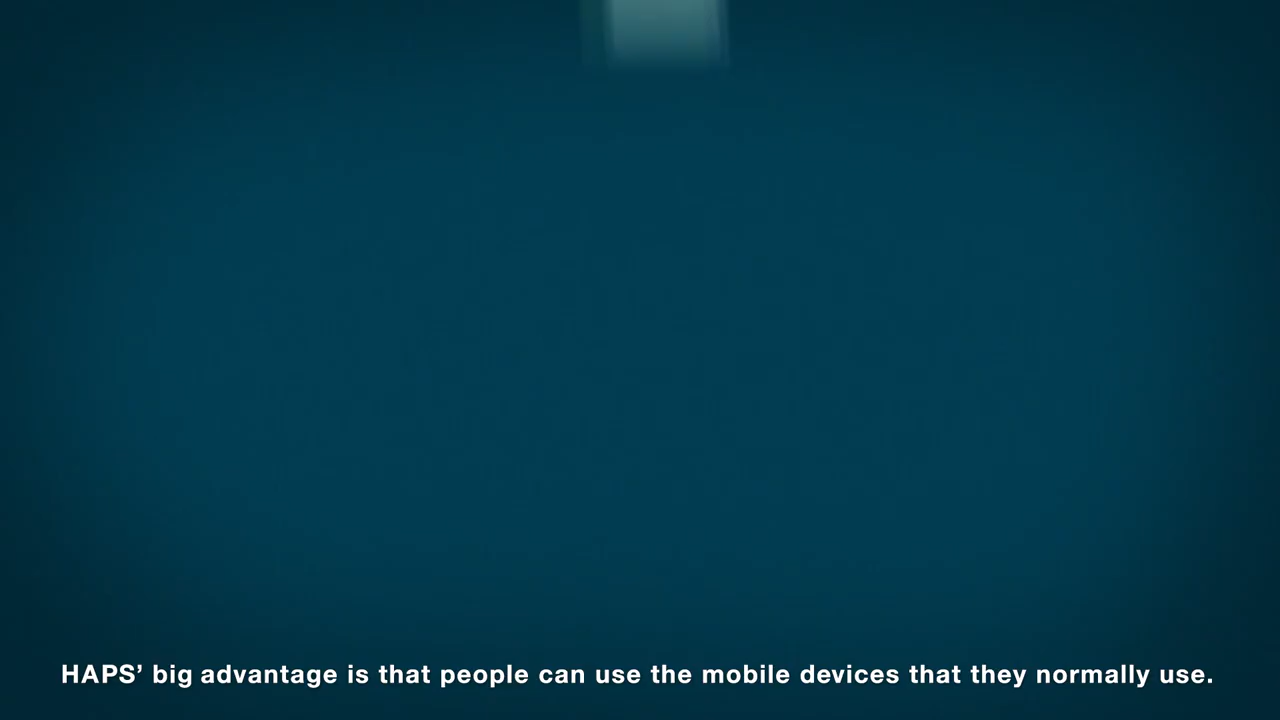 HAPS’ big advantage is that people can use the mobile devices that they normally use.